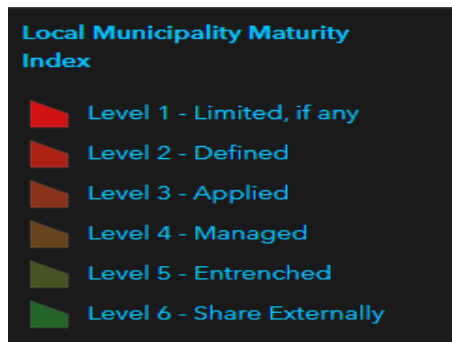 Local Municipality Maturity
Index
Level 1 - Limited, if any
Level 2 - Defined
Level 3 - Applied
Level 4 - Managed
Level 5 - Entrenched
Level 6 - Share Externally